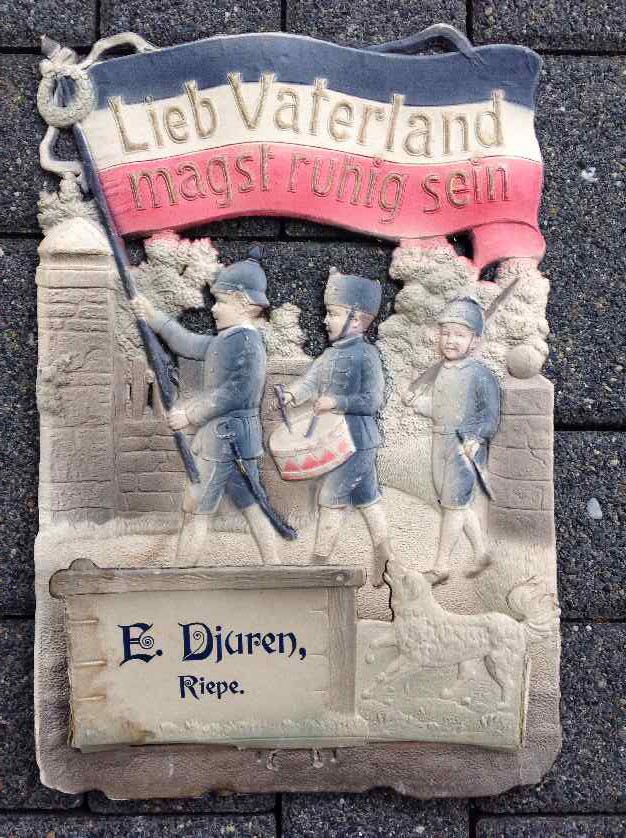 Lieb Vaterland
magst ruhig sein
E. Djuren,
Riepe.